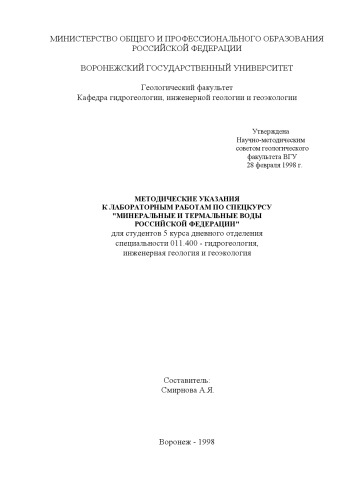 МИНИСТЕРСТВО ОБЩЕГО И ПРОФЕССИОНАЛЬНОГО ОБРАЗОВАНИЯ
РОССИЙСКОЙ ФЕДЕРАЦИИ
ВОРОНЕЖСКИЙ ГОСУДАРСТВЕННЫЙ УНИВЕРСИТЕТ
Геологический факультет
Кафедра гидрогеологии, инженерной геологии и геоэкологии
Утверждена
Научно-методическим
советом геологического
факультета ВГУ
28 февраля 1998 г.
МЕТОДИЧЕСКИЕ УКАЗАНИЯ
К ЛАБОРАТОРНЫМ РАБОТАМ ПО СПЕЦКУРСУ
"МИНЕРАЛЬНЫЕ И ТЕРМАЛЬНЫЕ ВОДЫ
РОССИЙСКОЙ ФЕДЕРАЦИИ"
для студентов 5 курса дневного отделения
специальности 011.400 - гидрогеология,
инженерная геология и геоэкология
Составитель:
Смирнова А.Я.
Воронеж - 1998